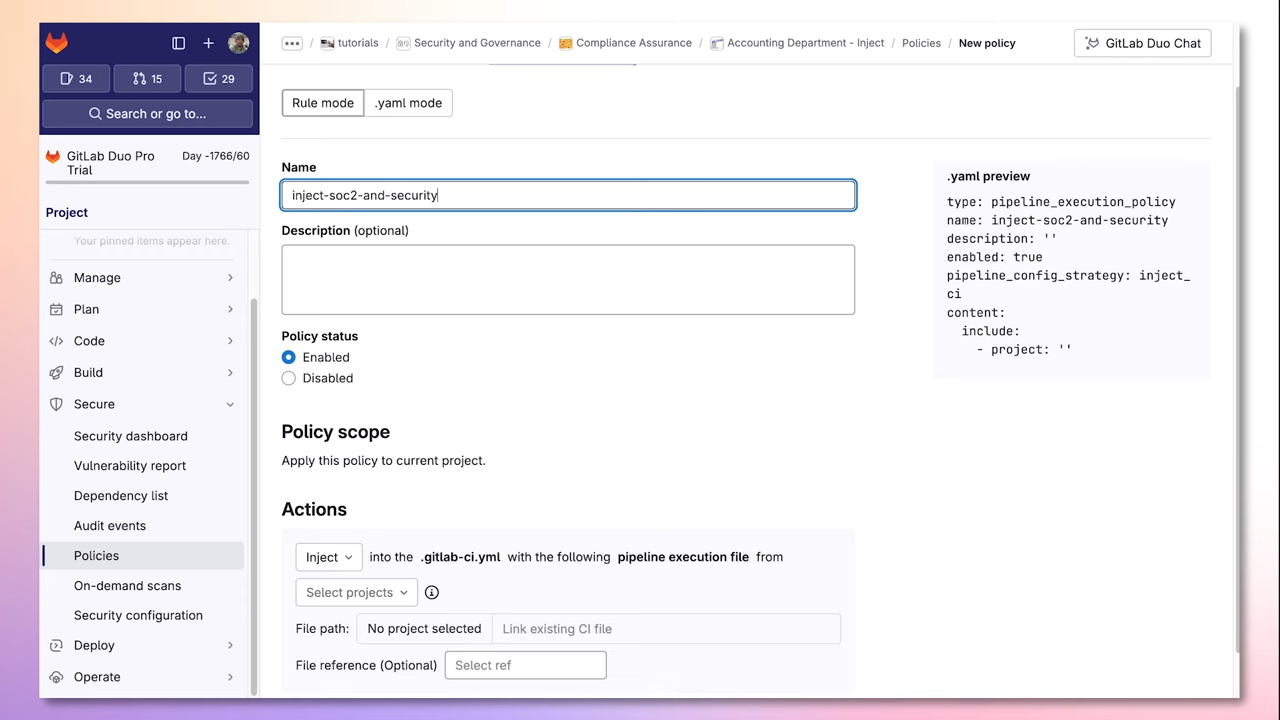 34
15
29
Search or go to...
GitLab Duo Pro Trial
Day -1766/60
Project
Your pinned items appear here.
Manage
Plan
Code
Build
Secure
Security dashboard
Vulnerability report
Dependency list
Audit events
Policies
On-demand scans
Security configuration
Deploy
Operate
tutorials / Security and Governance / Compliance Assurance / Accounting Department - Inject / Policies / New policy
GitLab Duo Chat
Rule mode
.yaml mode
Name
inject-soc2-and-security
Description (optional)
Policy status
Enabled
Disabled
Policy scope
Apply this policy to current project.
Actions
Inject into the .gitlab-ci.yml with the following pipeline execution file from
Select projects
File path: No project selected Link existing CI file
File reference (Optional) Select ref
.yaml preview
type: pipeline_execution_policy
name: inject-soc2-and-security
description: ''
enabled: true
pipeline_config_strategy: inject_
ci
content:
include:
- project: ''